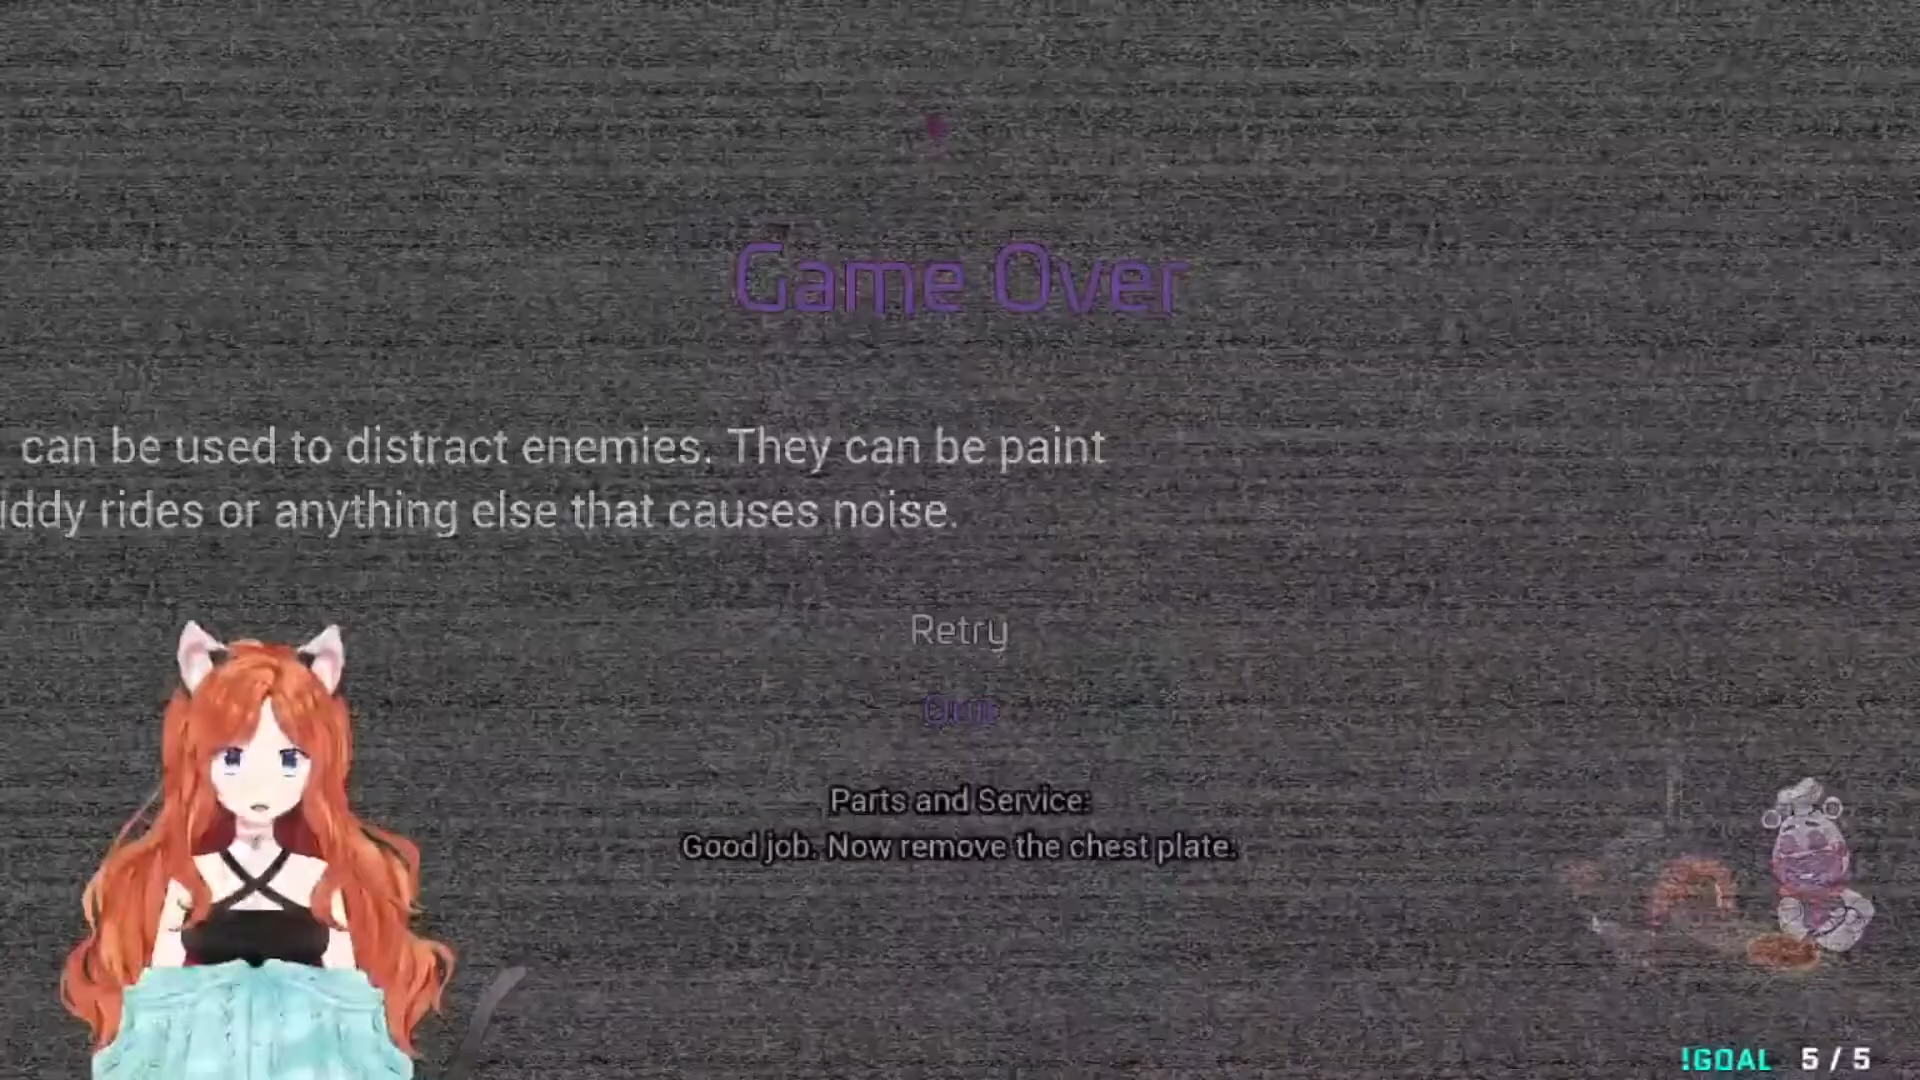 Game Over
can be used to distract enemies. They can be paint
uddy rides or anything else that causes noise.
Retry
Parts and Service:
Good job. Now remove the chest plate.
!GOAL 5 / 5